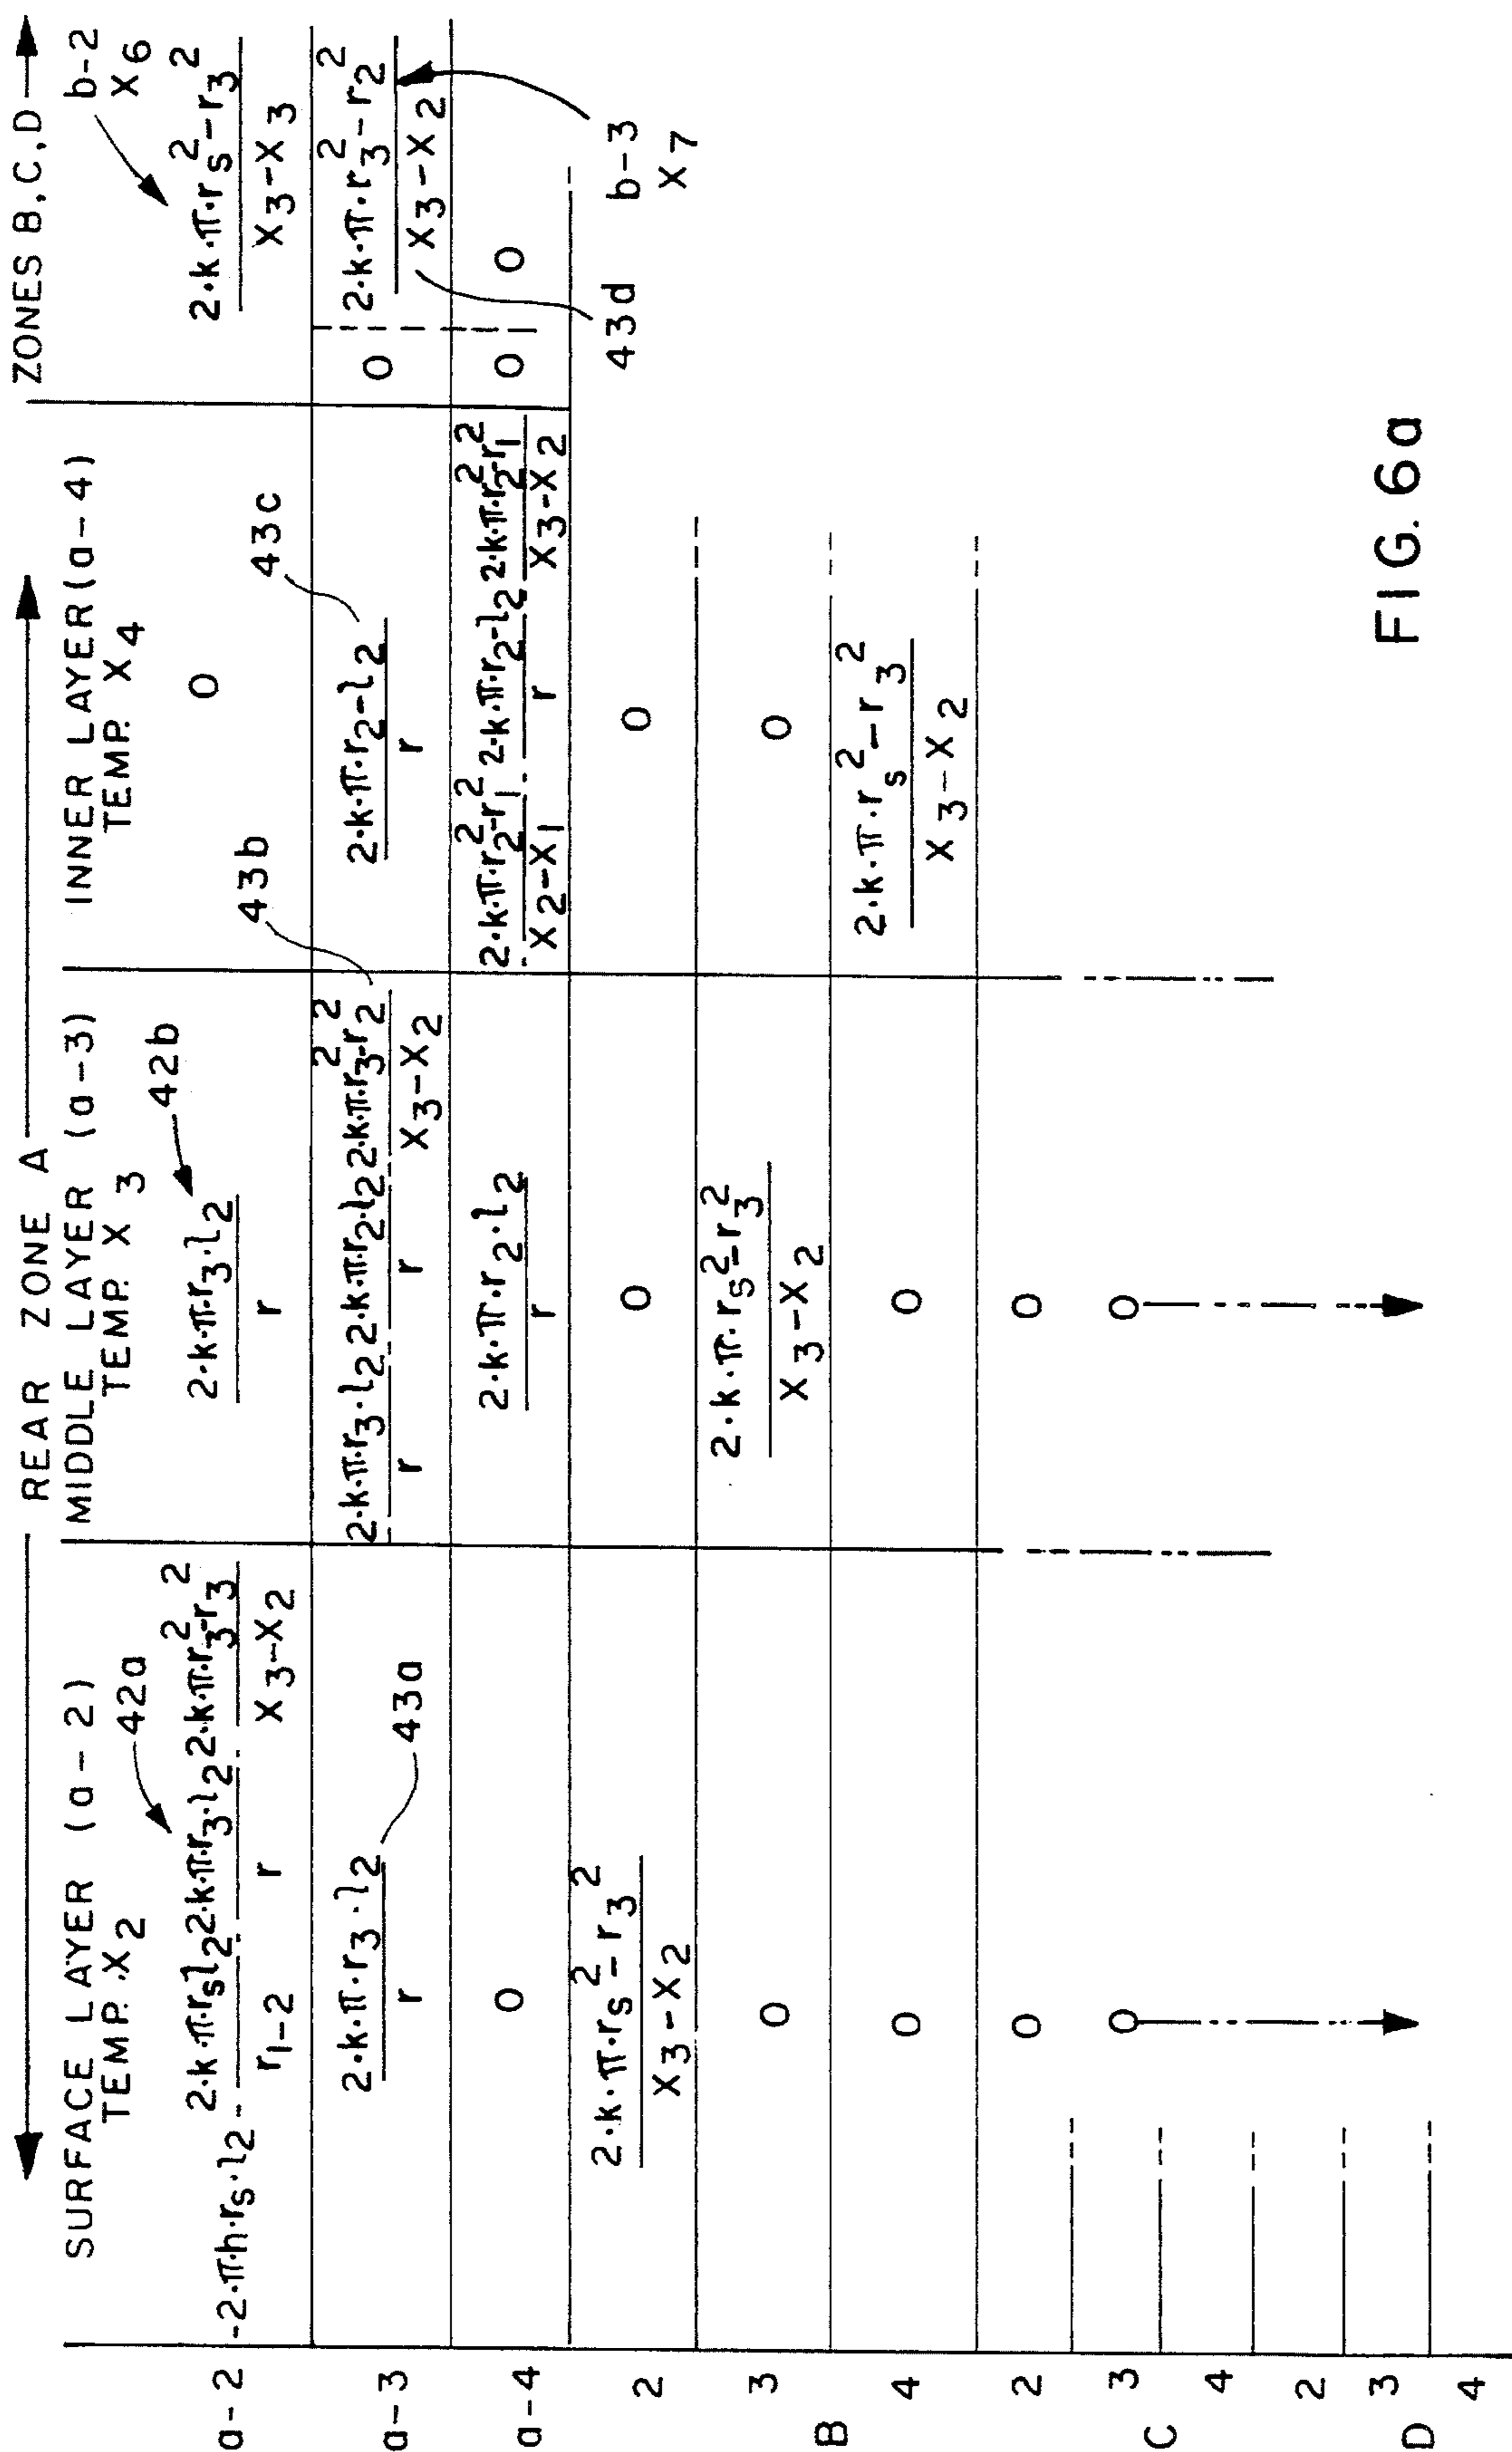 REAR ZONE A
ZONES B, C, D
SURFACE LAYER (a-2)
TEMP. X2
MIDDLE LAYER (a-3)
TEMP. X3
INNER LAYER (a-4)
TEMP. X4
b-2
X6
42a
42b
a-2
-2·π·h·rs·l2 - 2·k·π·rsl2 2·k·π·r3·l2 2·k·π·r3²-r3²
r1-2 r X3-X2
2·k·π·r3·l2
r
0
2·k·π·rs²-r3²
X3-X3
43b
43c
a-3
2·k·π·r3·l2
r
43a
2·k·π·r3·l2 2·k·π·r2·l2 2·k·π·r3²-r2²
r r X3-X2
2·k·π·r2-l2
r
0
2·k·π·r3²-r2²
X3-X2
a-4
0
2·k·π·r2·l2
r
2·k·π·r2²-r1² 2·k·π·r2-l2 2·k·π·r2²-r1²
X2-X1 r X3-X2
0
0
43d
b-3
X7
B
2
2·k·π·rs²-r3²
X3-X2
0
0
3
0
2·k·π·rs²-r3²
X3-X2
0
4
0
0
2·k·π·rs²-r3²
X3-X2
C
2
0
0
3
0
0
4
D
2
3
4
FIG. 6a